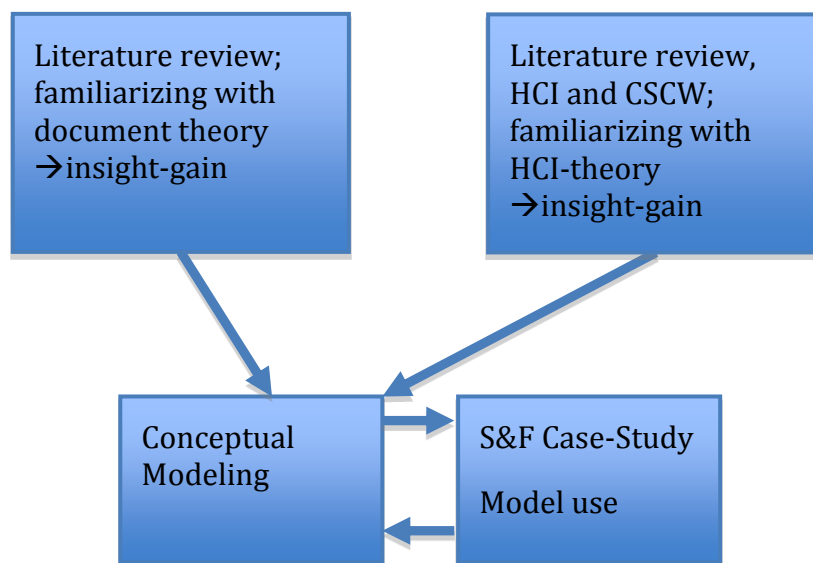 Literature review;
familiarizing with
document theory
→insight-gain
Literature review,
HCI and CSCW;
familiarizing with
HCI-theory
→insight-gain
Conceptual
Modeling
S&F Case-Study
Model use